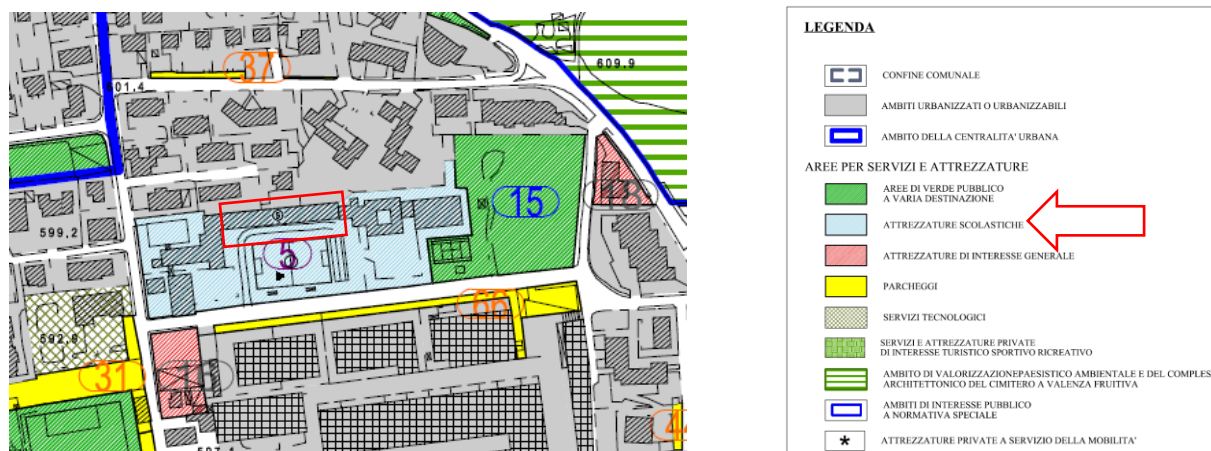 37
609.9
601.4
15
18
599.2
5
66
592.9
31
LEGENDA
CONFINE COMUNALE
AMBITI URBANIZZATI O URBANIZZABILI
AMBITO DELLA CENTRALITA' URBANA
AREE PER SERVIZI E ATTREZZATURE
AREE DI VERDE PUBBLICO
A VARIA DESTINAZIONE
ATTREZZATURE SCOLASTICHE
ATTREZZATURE DI INTERESSE GENERALE
PARCHEGGI
SERVIZI TECNOLOGICI
SERVIZI E ATTREZZATURE PRIVATE
DI INTERESSE TURISTICO SPORTIVO RICREATIVO
AMBITO DI VALORIZZAZIONEPAESISTICO AMBIENTALE E DEL COMPLES
ARCHITETTONICO DEL CIMITERO A VALENZA FRUITIVA
AMBITI DI INTERESSE PUBBLICO
A NORMATIVA SPECIALE
* ATTREZZATURE PRIVATE A SERVIZIO DELLA MOBILITA'